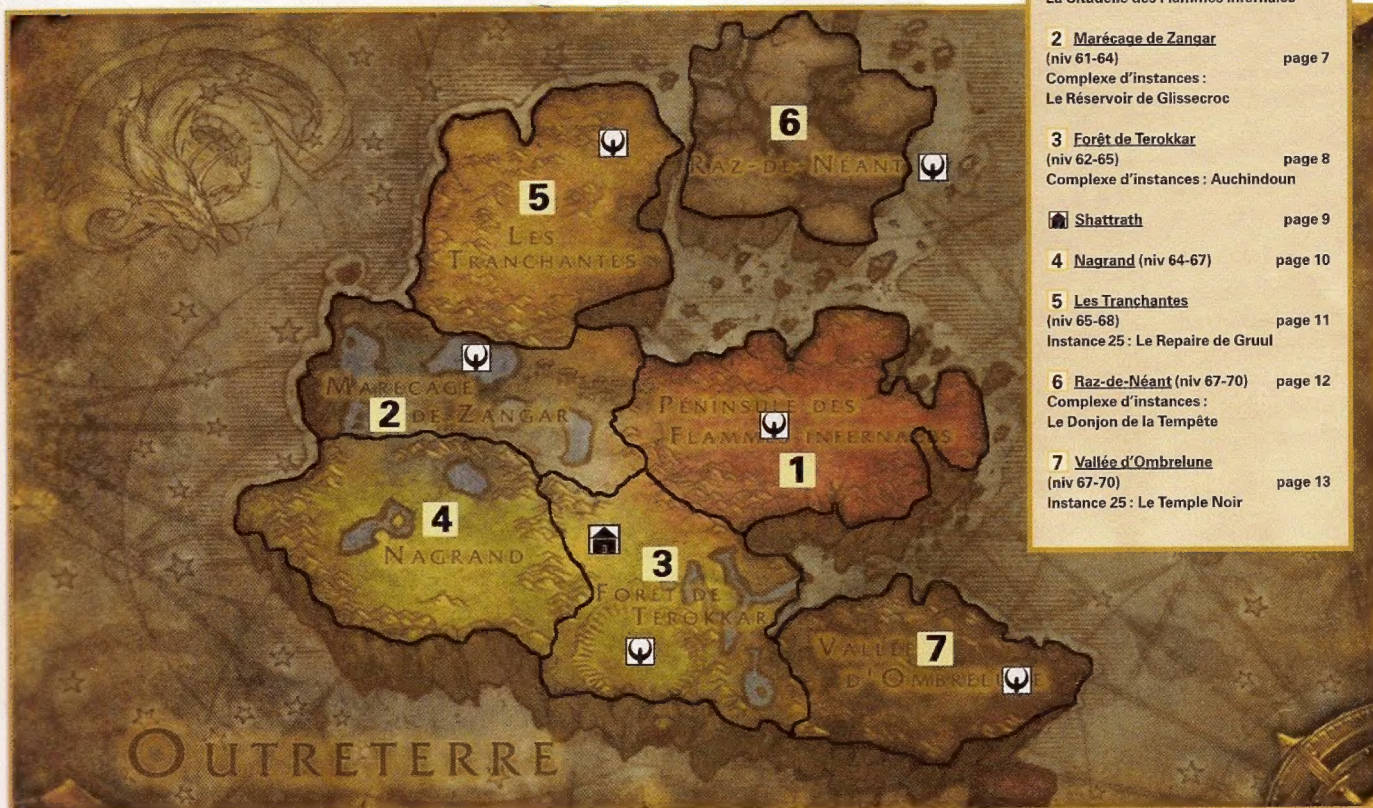 La Citadelle des Flammes infernales
2 Marécage de Zangar
(niv 61-64) page 7
Complexe d'instances :
Le Réservoir de Glissecroc
3 Forêt de Terokkar
(niv 62-65) page 8
Complexe d'instances : Auchindoun
Shattrath page 9
4 Nagrand (niv 64-67) page 10
5 Les Tranchantes
(niv 65-68) page 11
Instance 25 : Le Repaire de Gruul
6 Raz-de-Néant (niv 67-70) page 12
Complexe d'instances :
Le Donjon de la Tempête
7 Vallée d'Ombrelune
(niv 67-70) page 13
Instance 25 : Le Temple Noir
6
RAZ-DE-NÉANT
5
LES
TRANCHANTES
MARÉCAGE
2 DE ZANGAR
PÉNINSULE DES
FLAMMES INFERNALES
1
4
NAGRAND
3
FORÊT DE
TEROKKAR
7
VALLÉE
D'OMBRELUNE
OUTRETERRE